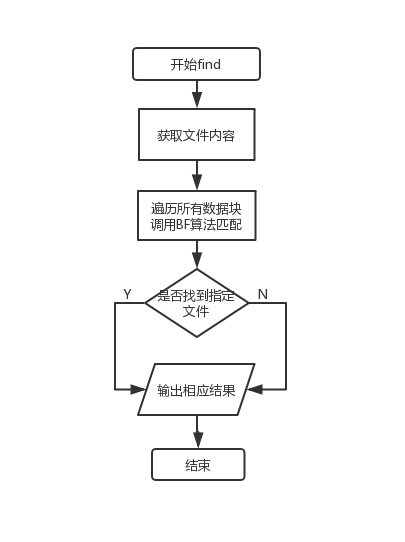 开始find
获取文件内容
遍历所有数据块
调用BF算法匹配
是否找到指定
文件
Y
N
输出相应结果
结束